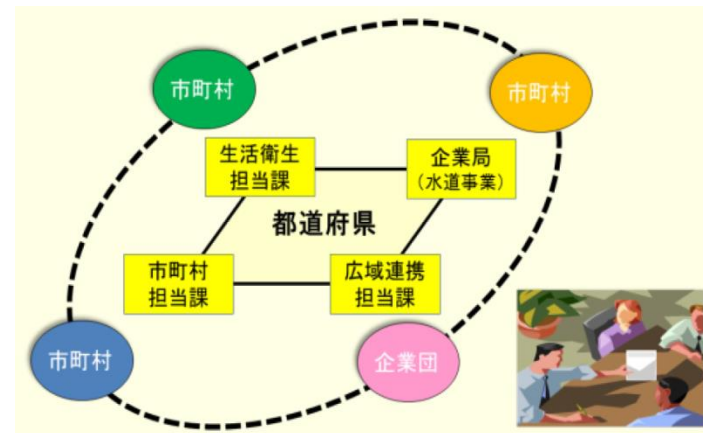 市町村
市町村
生活衛生
担当課
企業局
(水道事業)
都道府県
市町村
担当課
広域連携
担当課
市町村
企業団